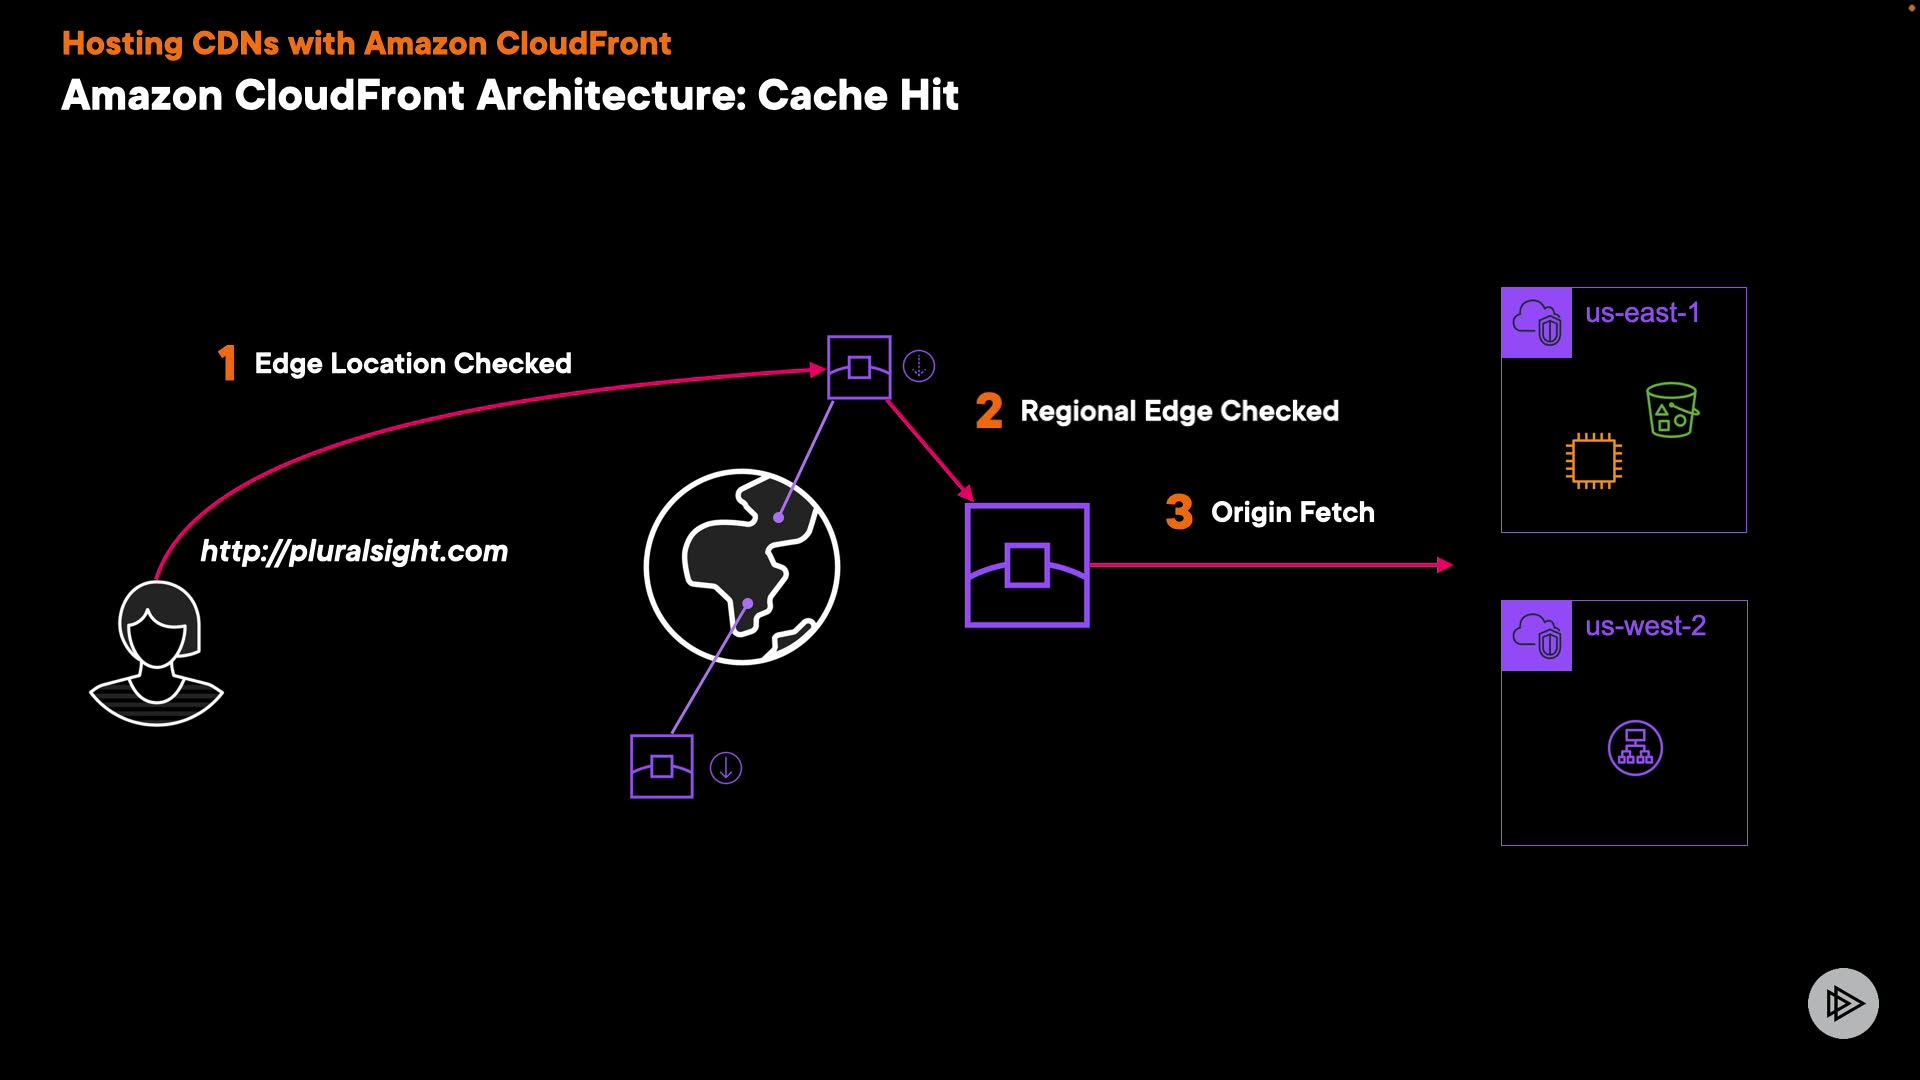 Hosting CDNs with Amazon CloudFront
Amazon CloudFront Architecture: Cache Hit
us-east-1
1 Edge Location Checked
2 Regional Edge Checked
3 Origin Fetch
http://pluralsight.com
us-west-2